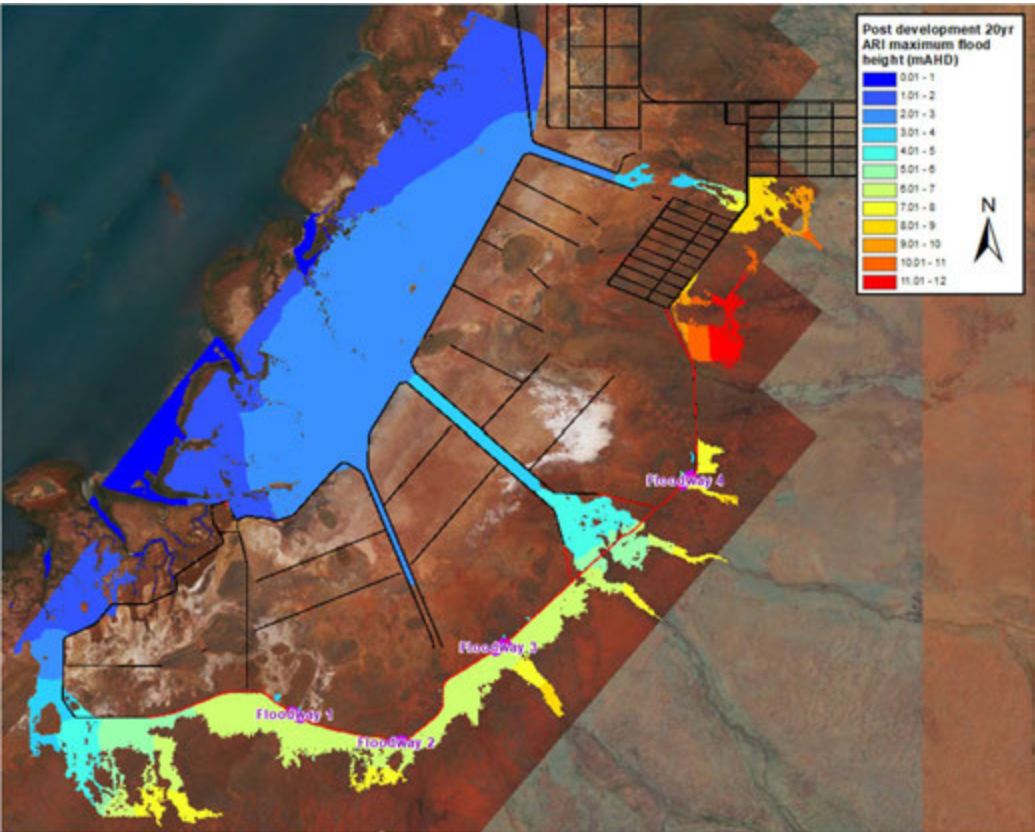 Post development 20yr
ARI maximum flood
height (mAHD)
0.01 - 1
1.01 - 2
2.01 - 3
3.01 - 4
4.01 - 5
5.01 - 6
6.01 - 7
7.01 - 8
8.01 - 9
9.01 - 10
10.01 - 11
11.01 - 12
N
Floodway 4
Floodway 3
Floodway 1
Floodway 2